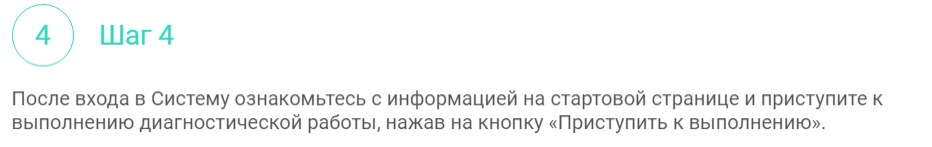 4 Шаг 4
После входа в Систему ознакомьтесь с информацией на стартовой странице и приступите к
выполнению диагностической работы, нажав на кнопку «Приступить к выполнению».